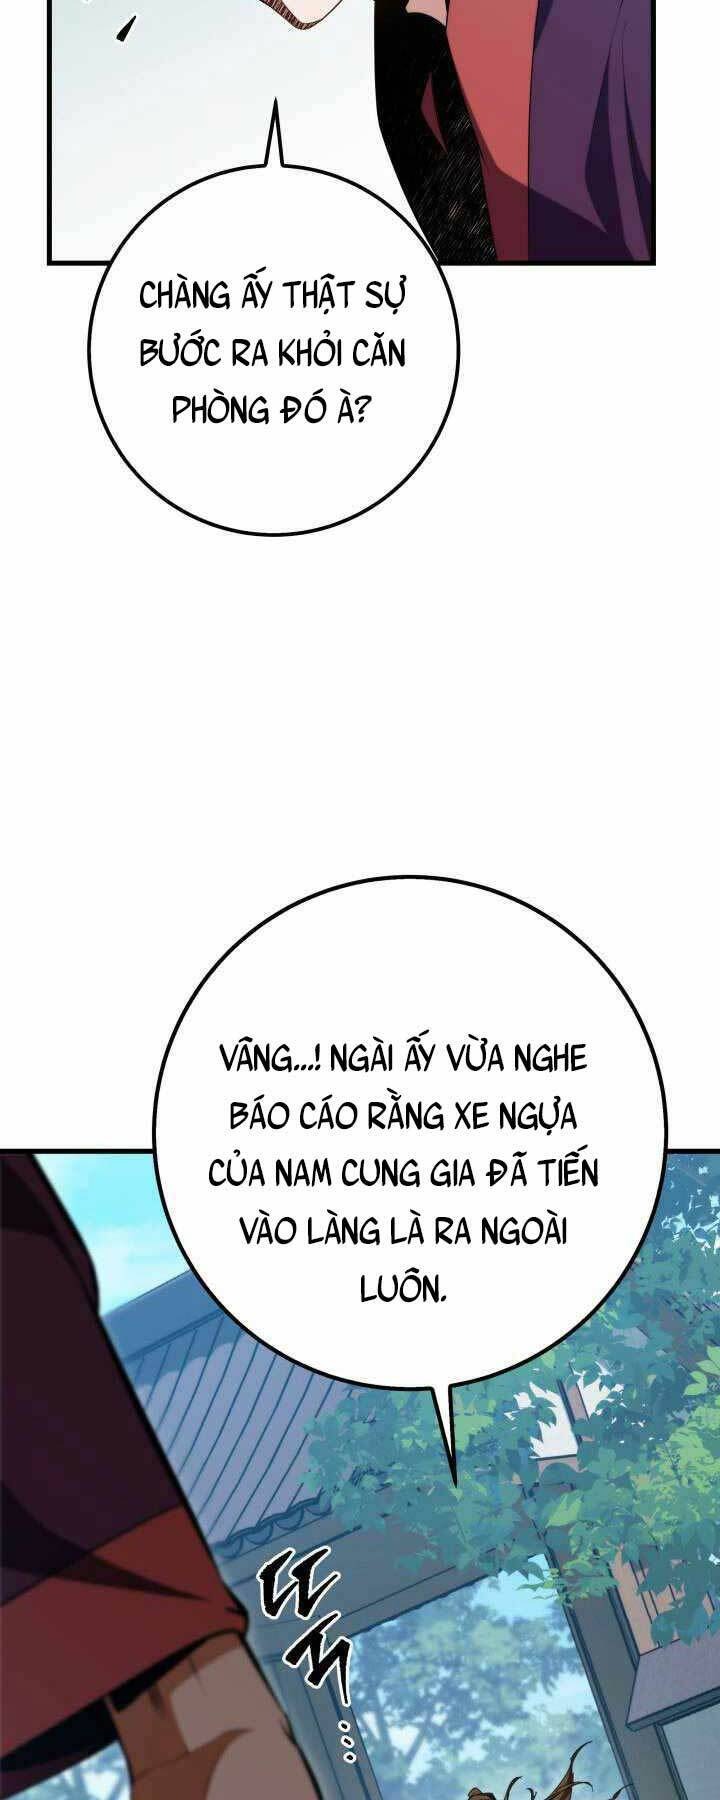 CHÀNG ẤY THẬT SỰ
BƯỚC RA KHỎI CĂN
PHÒNG ĐÓ À?
VÂNG...! NGÀI ẤY VỪA NGHE
BÁO CÁO RẰNG XE NGỰA
CỦA NAM CUNG GIA ĐÃ TIẾN
VÀO LÀNG LÀ RA NGOÀI
LUÔN.